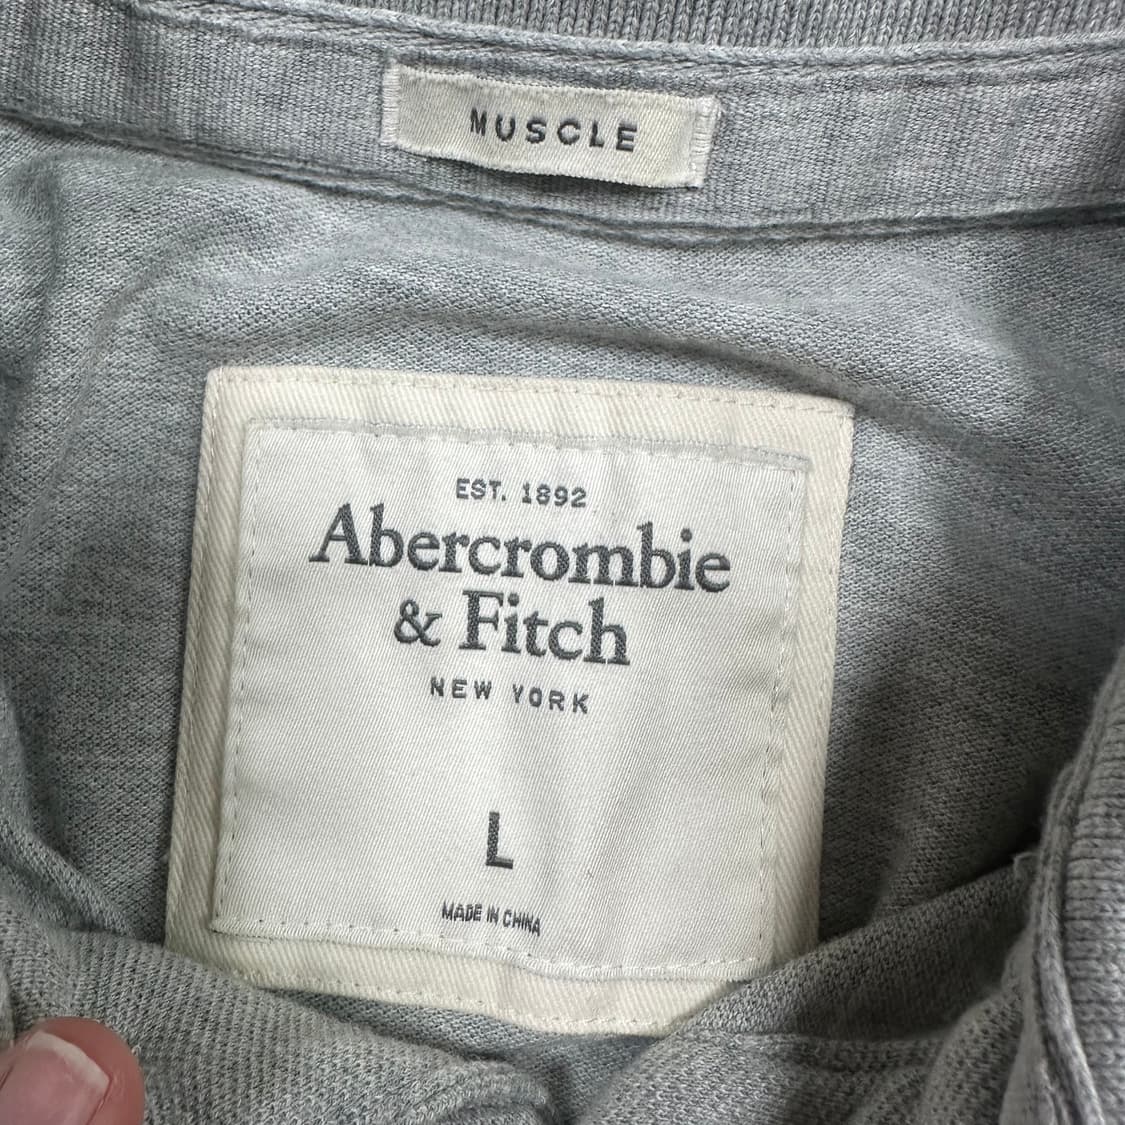 MUSCLE
EST. 1892
Abercrombie
& Fitch
NEW YORK
L
MADE IN CHINA